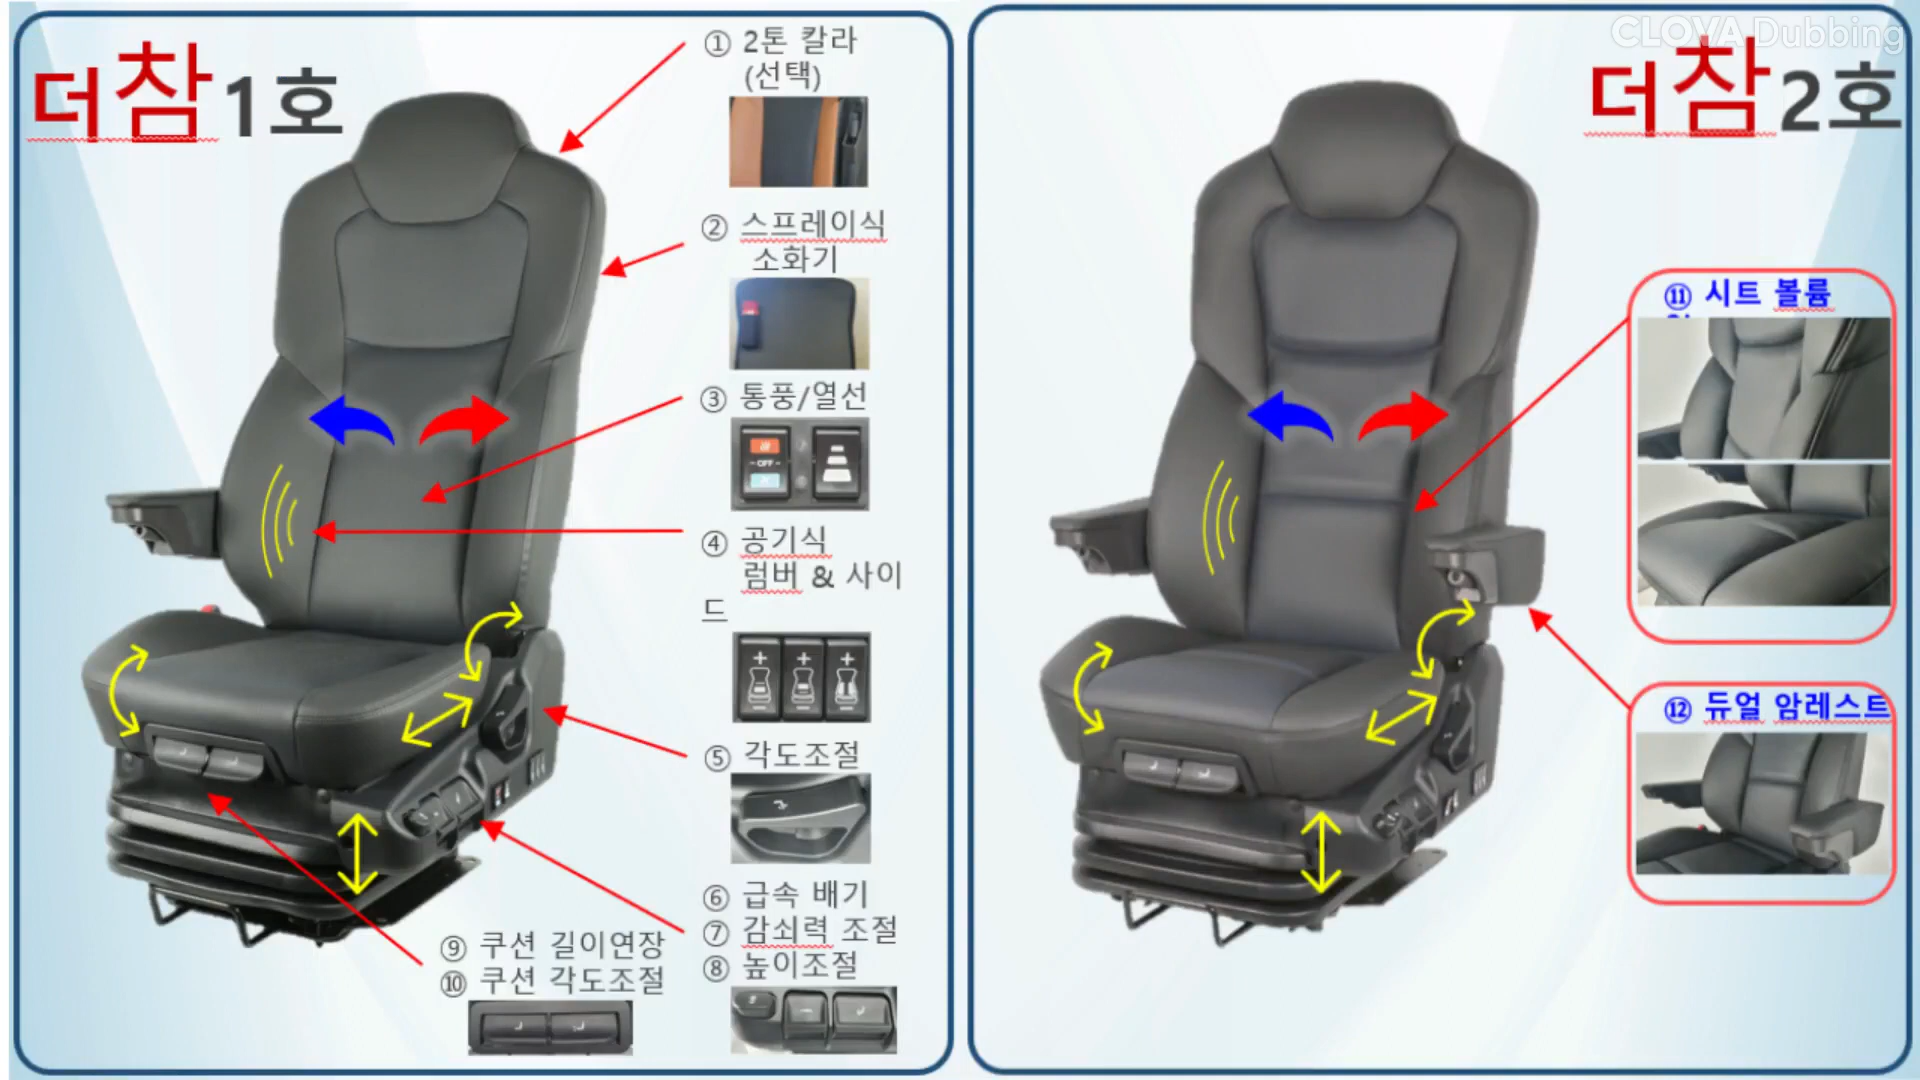 더참1호
① 2톤 칼라
(선택)
② 스프레이식
소화기
③ 통풍/열선
OFF
④ 공기식
럼버 & 사이
드
⑤ 각도조절
⑥ 급속 배기
⑦ 감쇠력 조절
⑧ 높이조절
⑨ 쿠션 길이연장
⑩ 쿠션 각도조절
CLOVA Dubbing
더참2호
⑪ 시트 볼륨
⑫ 듀얼 암레스트